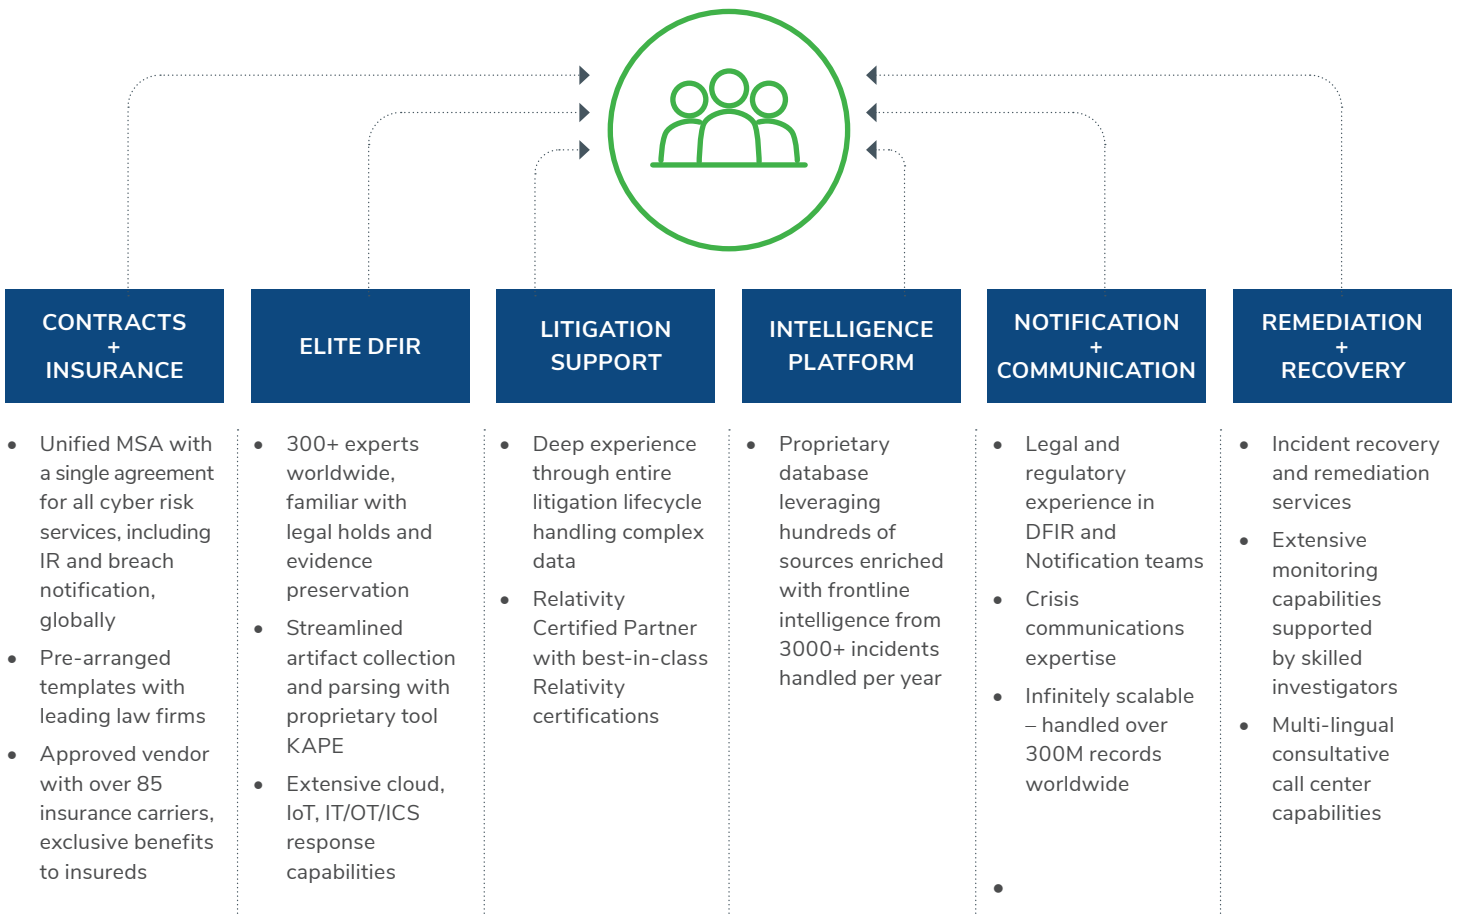 CONTRACTS
+
INSURANCE
• Unified MSA with
a single agreement
for all cyber risk
services, including
IR and breach
notification,
globally
• Pre-arranged
templates with
leading law firms
• Approved vendor
with over 85
insurance carriers,
exclusive benefits
to insureds
ELITE DFIR
• 300+ experts
worldwide,
familiar with
legal holds and
evidence
preservation
• Streamlined
artifact collection
and parsing with
proprietary tool
KAPE
• Extensive cloud,
IoT, IT/OT/ICS
response
capabilities
LITIGATION
SUPPORT
• Deep experience
through entire
litigation lifecycle
handling complex
data
• Relativity
Certified Partner
with best-in-class
Relativity
certifications
INTELLIGENCE
PLATFORM
• Proprietary
database
leveraging
hundreds of
sources enriched
with frontline
intelligence from
3000+ incidents
handled per year
NOTIFICATION
+
COMMUNICATION
• Legal and
regulatory
experience in
DFIR and
Notification teams
• Crisis
communications
expertise
• Infinitely scalable
– handled over
300M records
worldwide
•
REMEDIATION
+
RECOVERY
• Incident recovery
and remediation
services
• Extensive
monitoring
capabilities
supported
by skilled
investigators
• Multi-lingual
consultative
call center
capabilities